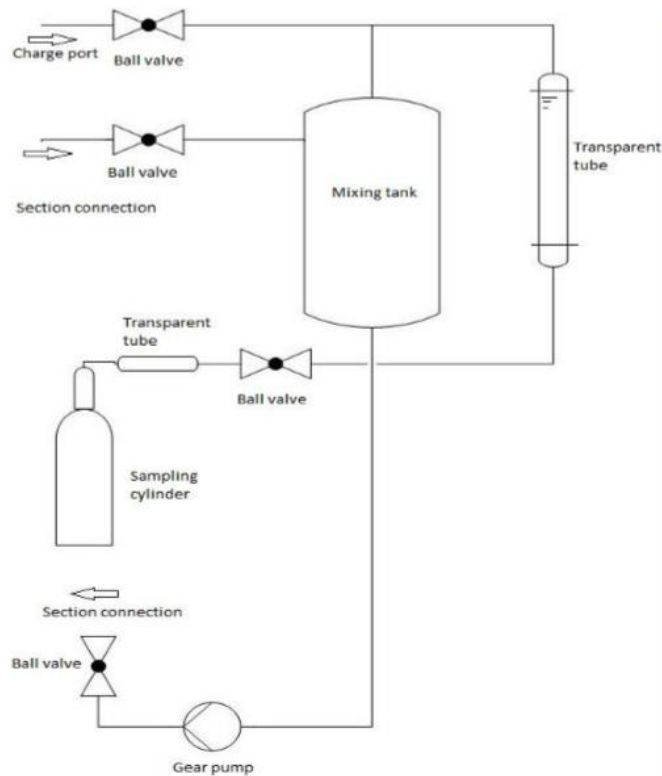 Charge port
Ball valve
Ball valve
Section connection
Mixing tank
Transparent
tube
Transparent
tube
Ball valve
Sampling
cylinder
Section connection
Ball valve
Gear pump